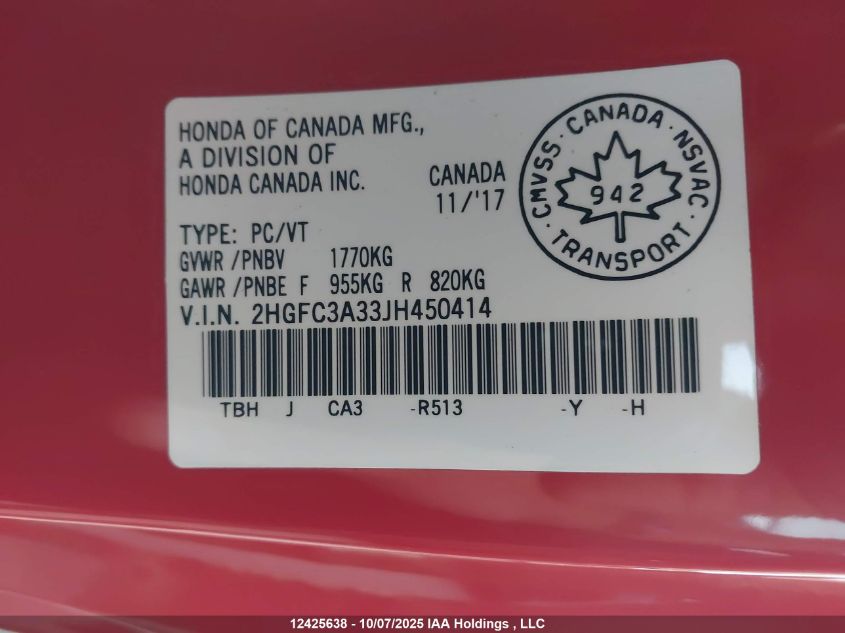 HONDA OF CANADA MFG.,
A DIVISION OF
HONDA CANADA INC.
CANADA
11/'17
TYPE: PC/VT
GVWR /PNBV 1770KG
GAWR /PNBE F 955KG R 820KG
V.I.N. 2HGFC3A33JH450414
TBH J CA3 -R513 -Y -H
CMVSS · CANADA · NSVAC
942
· TRANSPORT ·
12425638 - 10/07/2025 IAA Holdings , LLC